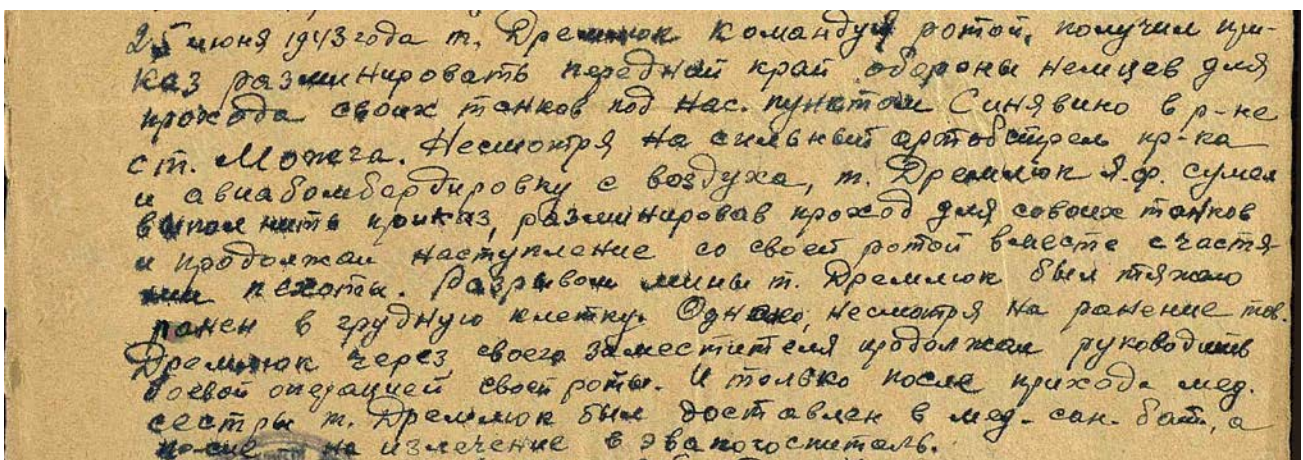 25 июня 1943 года т. Дремлюк командуя ротой, получил при-
каз разминировать передний край обороны немцев для
прохода своих танков под нас. пунктом Синявино в р-не
ст. Могча. Несмотря на сильный артобстрел пр-ка
и авиабомбардировку с воздуха, т. Дремлюк Я.Ф. сумел
выполнить приказ, разминировав проход для совоих танков
и продолжал наступление со своей ротой вместе с частя-
ми пехоты. Разрывом мины т. Дремлюк был тяжело
ранен в грудную клетку. Однако, несмотря на ранение тов.
Дремлюк через своего заместителя продолжал руководить
боевой операцией своей роты. И только после прихода мед.
сестры т. Дремлюк был доставлен в мед-сан. бат, а
после на излечение в эвакогоспиталь.